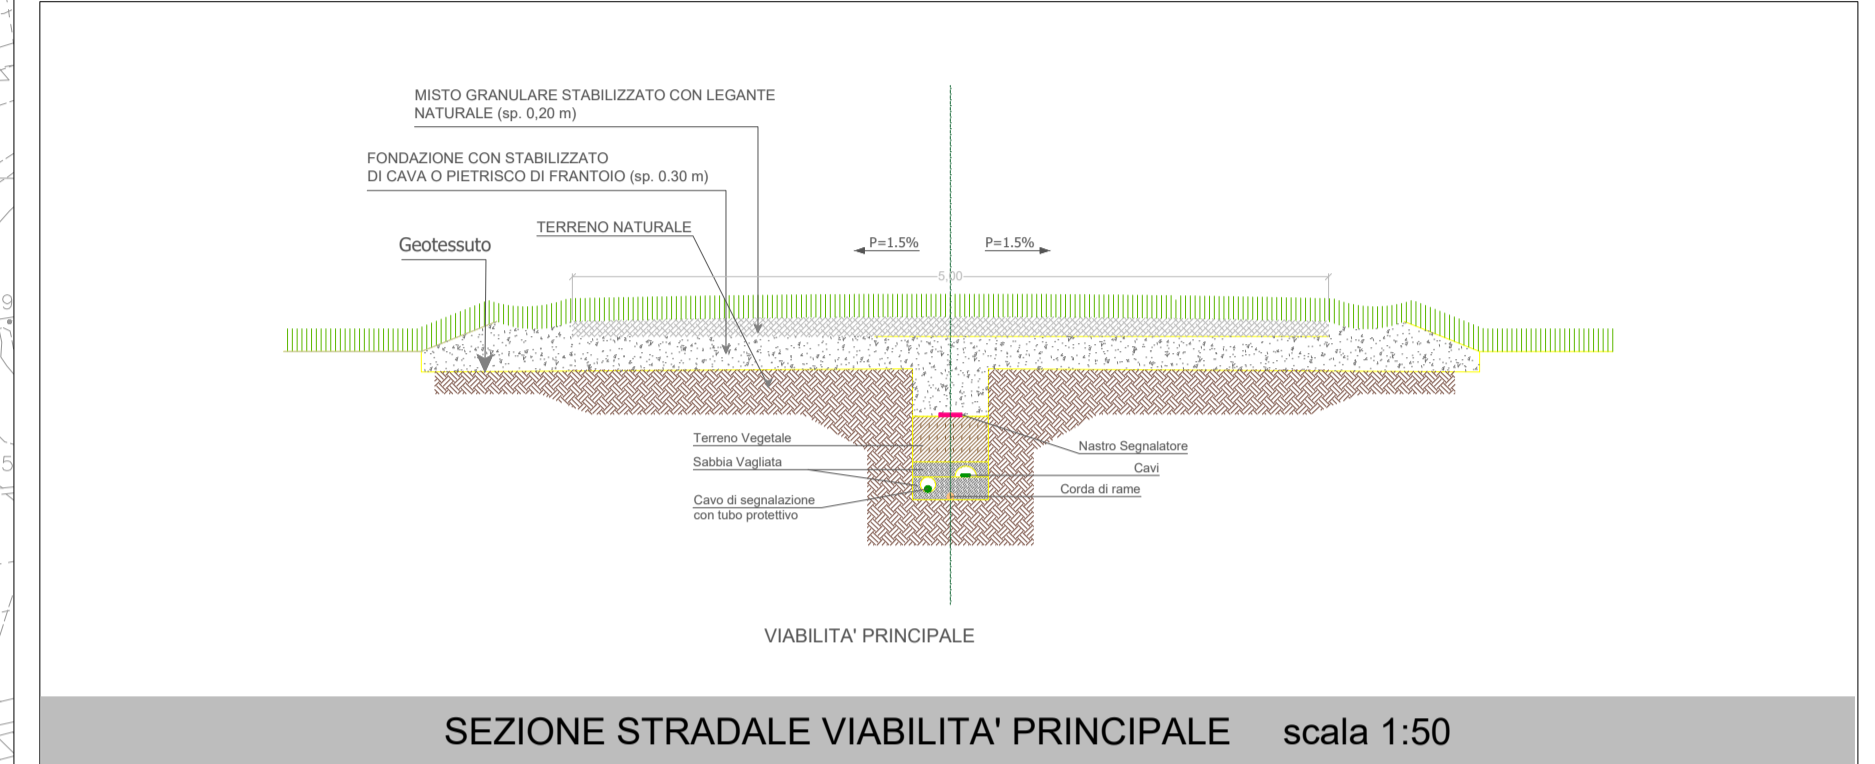 MISTO GRANULARE STABILIZZATO CON LEGANTE
NATURALE (sp. 0,20 m)
FONDAZIONE CON STABILIZZATO
DI CAVA O PIETRISCO DI FRANTOIO (sp. 0.30 m)
TERRENO NATURALE
Geotessuto
P=1.5%
P=1.5%
5,00
9
5
Terreno Vegetale
Sabbia Vagliata
Cavo di segnalazione
con tubo protettivo
Nastro Segnalatore
Cavi
Corda di rame
VIABILITA' PRINCIPALE
SEZIONE STRADALE VIABILITA' PRINCIPALE scala 1:50